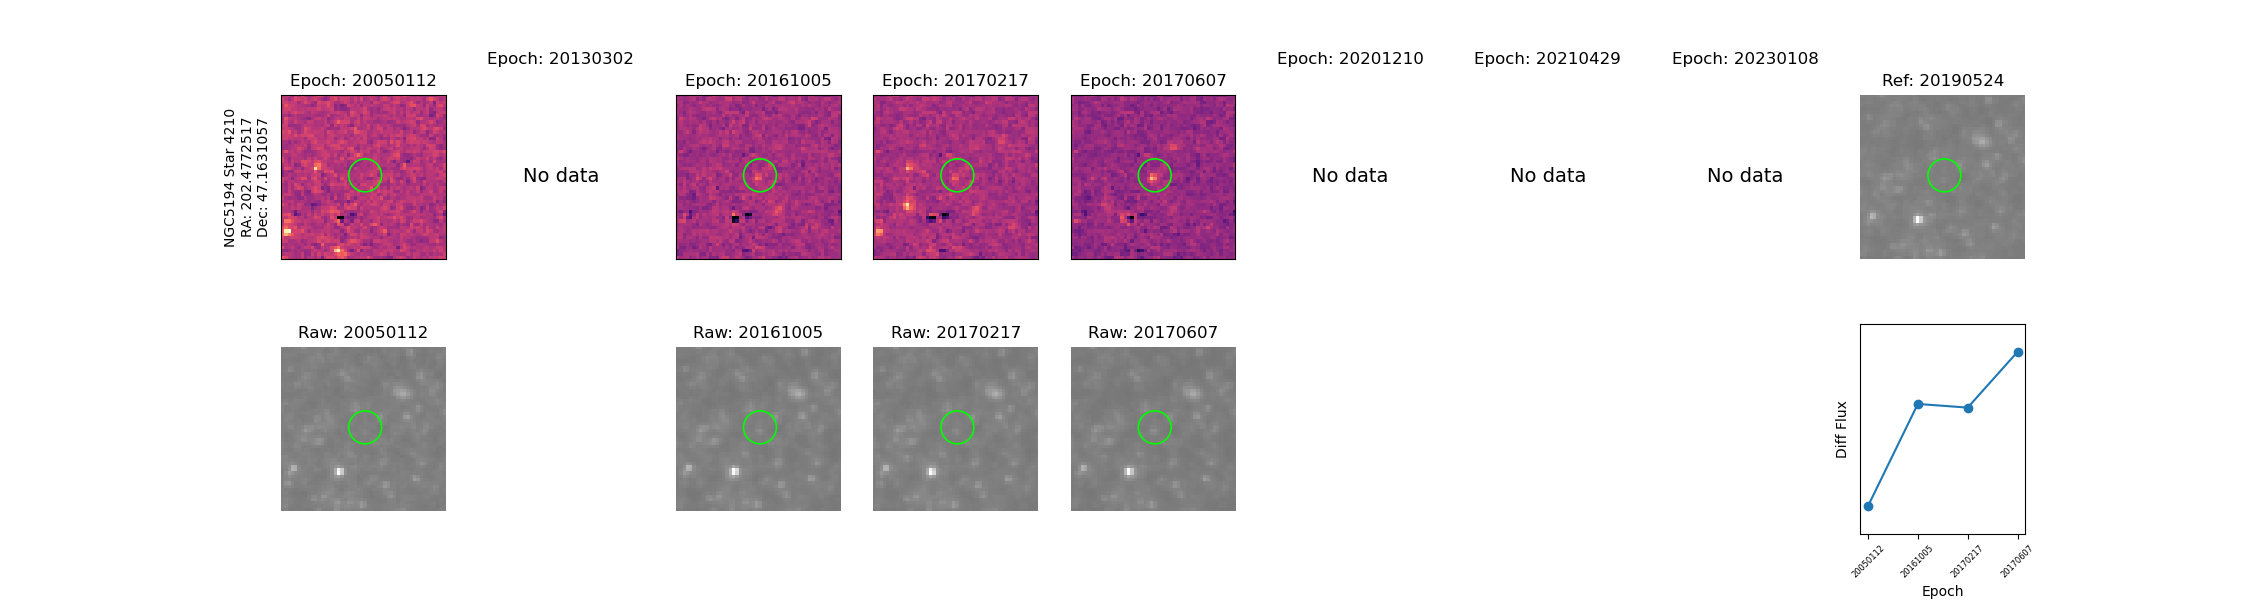 NGC5194 Star 4210
RA: 202.4772517
Dec: 47.1631057
Epoch: 20050112
Epoch: 20130302
No data
Epoch: 20161005
Epoch: 20170217
Epoch: 20170607
Epoch: 20201210
No data
Epoch: 20210429
No data
Epoch: 20230108
No data
Ref: 20190524
Raw: 20050112
Raw: 20161005
Raw: 20170217
Raw: 20170607
Diff Flux
20050112
20161005
20170217
20170607
Epoch